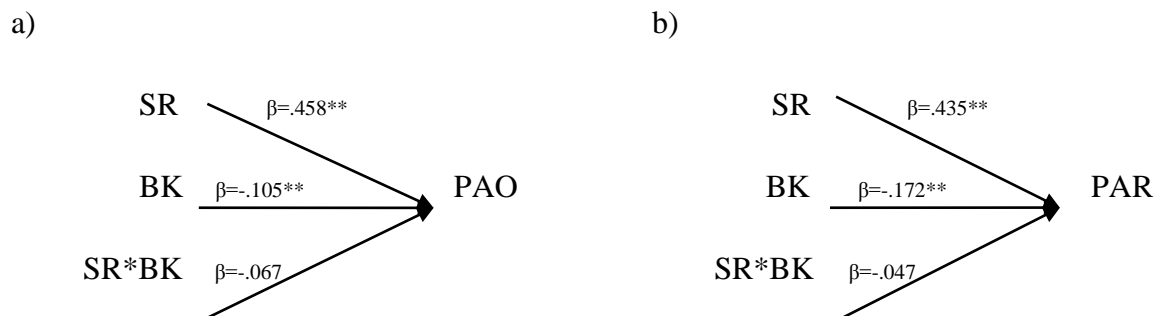 a)
SR
β=.458**
BK
β=-.105**
PAO
SR*BK
β=-.067
b)
SR
β=.435**
BK
β=-.172**
PAR
SR*BK
β=-.047